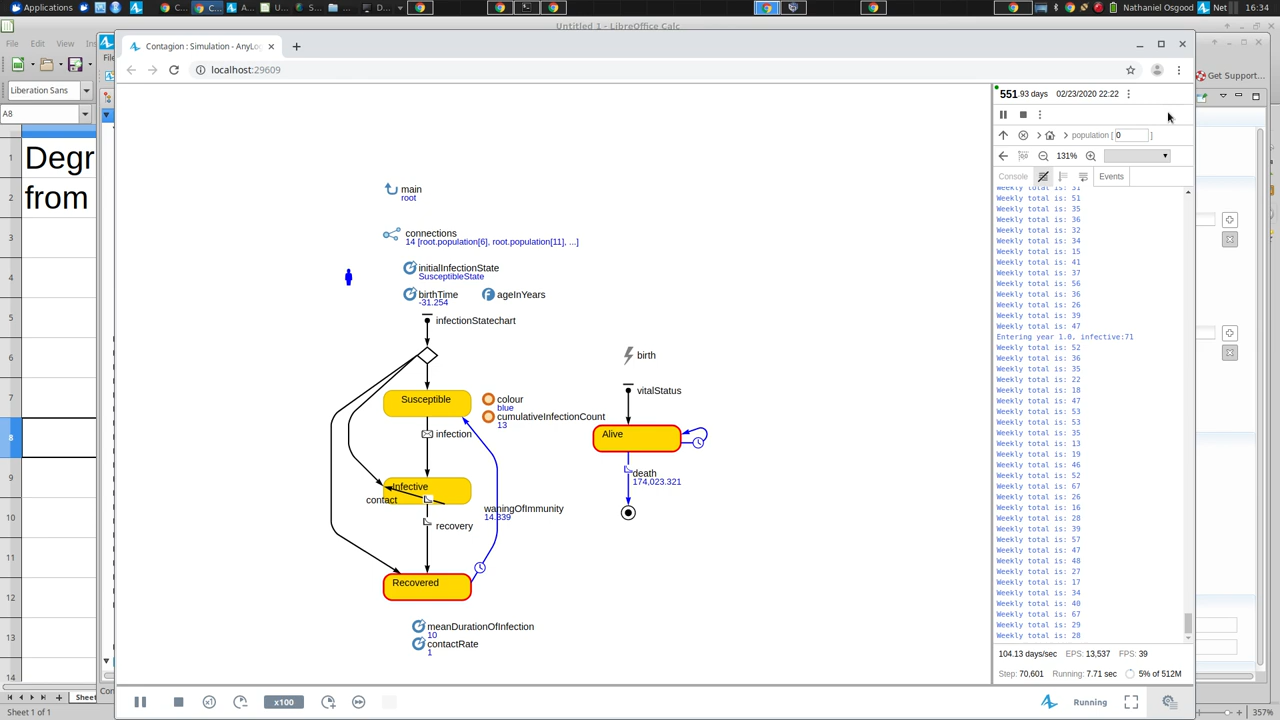 Applications
Nathaniel Osgood
Net
16:34
Untitled 1 - LibreOffice Calc
File Edit View
Liberation Sans
A8
Degr
from
1
2
3
4
5
6
7
8
9
10
11
12
13
14
Sheet 1 of 1
357%
Get Support...
Contagion : Simulation - AnyLo
localhost:29609
main
root
connections
14 [root.population[6], root.population[11], ...]
initialInfectionState
SusceptibleState
birthTime
-31.254
ageInYears
infectionStatechart
birth
vitalStatus
Susceptible
colour
blue
cumulativeInfectionCount
13
infection
Alive
death
174,023.321
Infective
contact
waningOfImmunity
14.339
recovery
Recovered
meanDurationOfInfection
10
contactRate
1
551.93 days 02/23/2020 22:22
population [ 0 ]
131%
Console
Events
Weekly total is: 31
Weekly total is: 51
Weekly total is: 35
Weekly total is: 36
Weekly total is: 32
Weekly total is: 34
Weekly total is: 15
Weekly total is: 41
Weekly total is: 37
Weekly total is: 56
Weekly total is: 36
Weekly total is: 26
Weekly total is: 39
Weekly total is: 47
Entering year 1.0, infective:71
Weekly total is: 52
Weekly total is: 36
Weekly total is: 35
Weekly total is: 22
Weekly total is: 18
Weekly total is: 47
Weekly total is: 53
Weekly total is: 53
Weekly total is: 35
Weekly total is: 13
Weekly total is: 19
Weekly total is: 46
Weekly total is: 52
Weekly total is: 67
Weekly total is: 26
Weekly total is: 16
Weekly total is: 28
Weekly total is: 39
Weekly total is: 57
Weekly total is: 47
Weekly total is: 48
Weekly total is: 27
Weekly total is: 17
Weekly total is: 34
Weekly total is: 40
Weekly total is: 67
Weekly total is: 29
Weekly total is: 28
104.13 days/sec EPS: 13,537 FPS: 39
Step: 70,601 Running: 7.71 sec 5% of 512M
x1
x100
Running